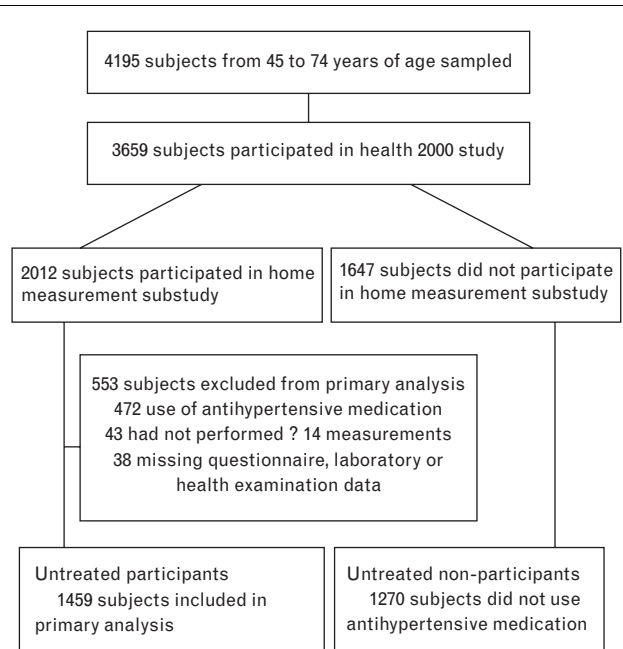 4195 subjects from 45 to 74 years of age sampled
3659 subjects participated in health 2000 study
2012 subjects participated in home
measurement substudy
1647 subjects did not participate
in home measurement substudy
553 subjects excluded from primary analysis
472 use of antihypertensive medication
43 had not performed ? 14 measurements
38 missing questionnaire, laboratory or
health examination data
Untreated participants
1459 subjects included in
primary analysis
Untreated non-participants
1270 subjects did not use
antihypertensive medication